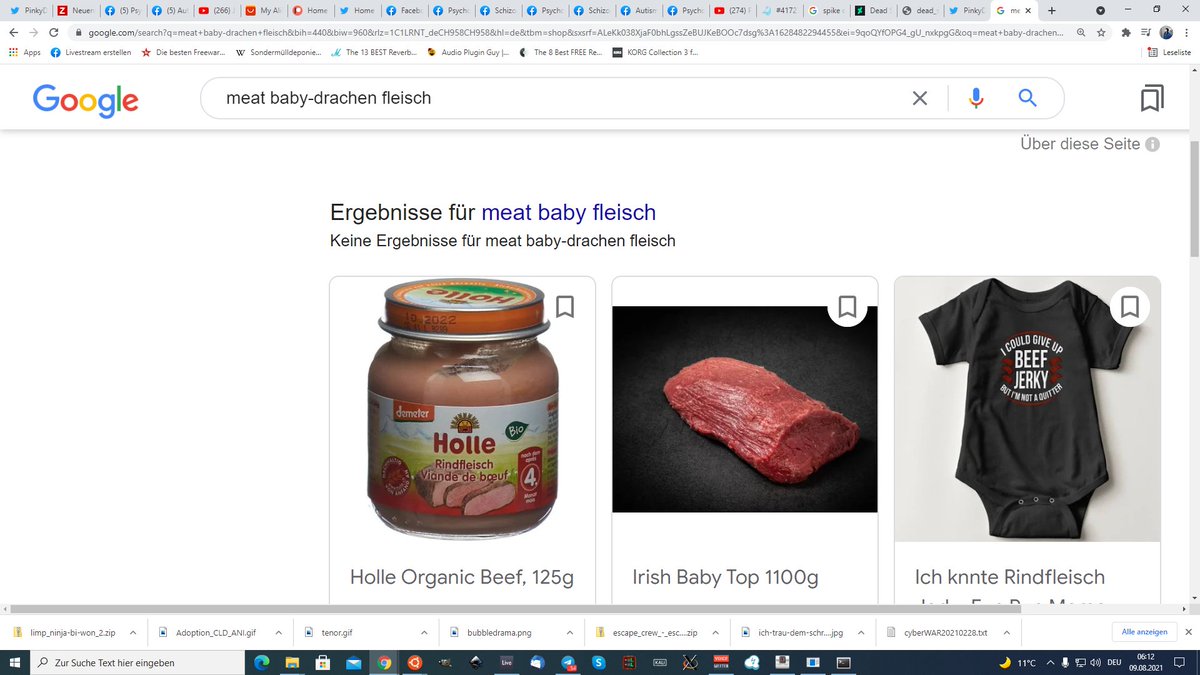 PinkyD
Neuen
(5) Psy
(5) Aut
(266) J
My Ali
Home
Home
Faceb
Psych
Schizo
Psych
Schizo
Autism
Psych
(274) F
#4172
spike c
Dead S
dead_
PinkyD
me
google.com/search?q=meat+baby-drachen+fleisch&bih=440&biw=960&rlz=1C1LRNT_deCH958CH958&hl=de&tbm=shop&sxsrf=ALeKk038XjaF0bhLgssZeBUJKeBOOc7dsg%3A1628482294455&ei=9qoQYfOPG4_gU_nxkpgG&oq=meat+baby-drachen...
Apps
Livestream erstellen
Die besten Freewar...
Sondermülldeponie...
The 13 BEST Reverb...
Audio Plugin Guy |...
The 8 Best FREE Re...
KORG Collection 3 f...
Leseliste
Google
meat baby-drachen fleisch
Über diese Seite
Ergebnisse für meat baby fleisch
Keine Ergebnisse für meat baby-drachen fleisch
Holle
2022
demeter
Holle
Bio
Rindfleisch
Viande de bœuf
nach dem
4.
Monat
mois
I COULD GIVE UP
BEEF
JERKY
BUT I'M NOT A QUITTER
Holle Organic Beef, 125g
Irish Baby Top 1100g
Ich knnte Rindfleisch
limp_ninja-bi-won_2.zip
Adoption_CLD_ANI.gif
tenor.gif
bubbledrama.png
escape_crew_-_esc....zip
ich-trau-dem-schr....jpg
cyberWAR20210228.txt
Alle anzeigen
Zur Suche Text hier eingeben
Live
11°C
DEU
06:12
09.08.2021